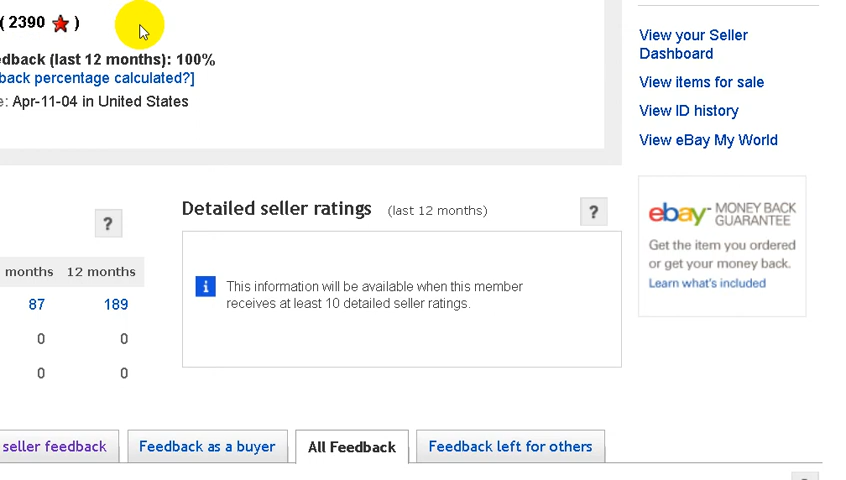 ( 2390 )
edback (last 12 months): 100%
back percentage calculated?]
e: Apr-11-04 in United States
View your Seller
Dashboard
View items for sale
View ID history
View eBay My World
?
Detailed seller ratings (last 12 months)
?
months 12 months
87 189
0 0
0 0
i
This information will be available when this member
receives at least 10 detailed seller ratings.
ebay MONEY BACK
GUARANTEE
Get the item you ordered
or get your money back.
Learn what's included
seller feedback
Feedback as a buyer
All Feedback
Feedback left for others